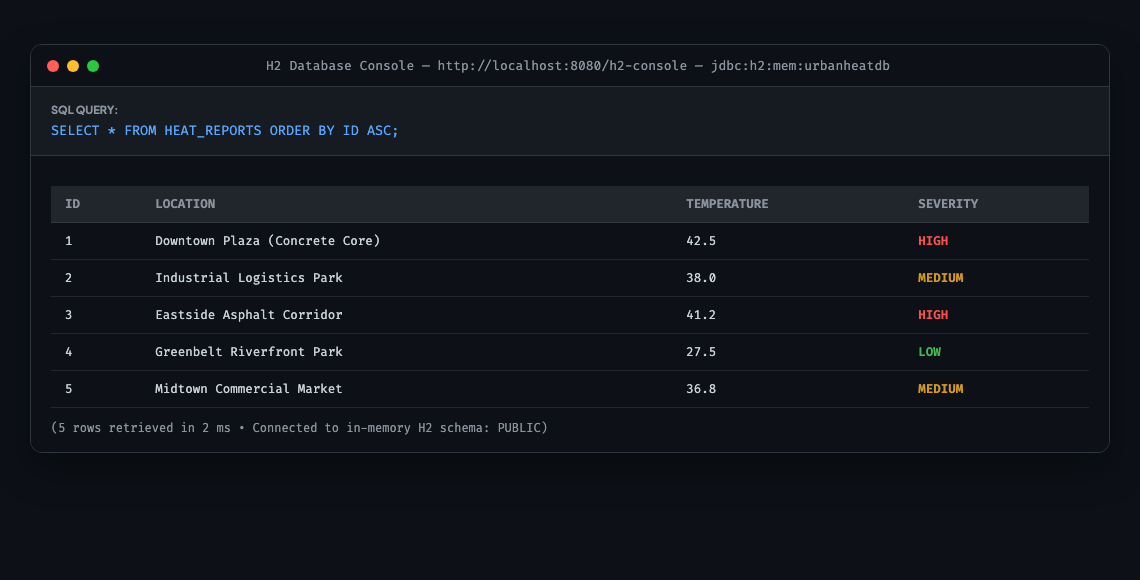 H2 Database Console — http://localhost:8080/h2-console — jdbc:h2:mem:urbanheatdb
SQL QUERY:
SELECT * FROM HEAT_REPORTS ORDER BY ID ASC;
ID LOCATION TEMPERATURE SEVERITY
1 Downtown Plaza (Concrete Core) 42.5 HIGH
2 Industrial Logistics Park 38.0 MEDIUM
3 Eastside Asphalt Corridor 41.2 HIGH
4 Greenbelt Riverfront Park 27.5 LOW
5 Midtown Commercial Market 36.8 MEDIUM
(5 rows retrieved in 2 ms • Connected to in-memory H2 schema: PUBLIC)